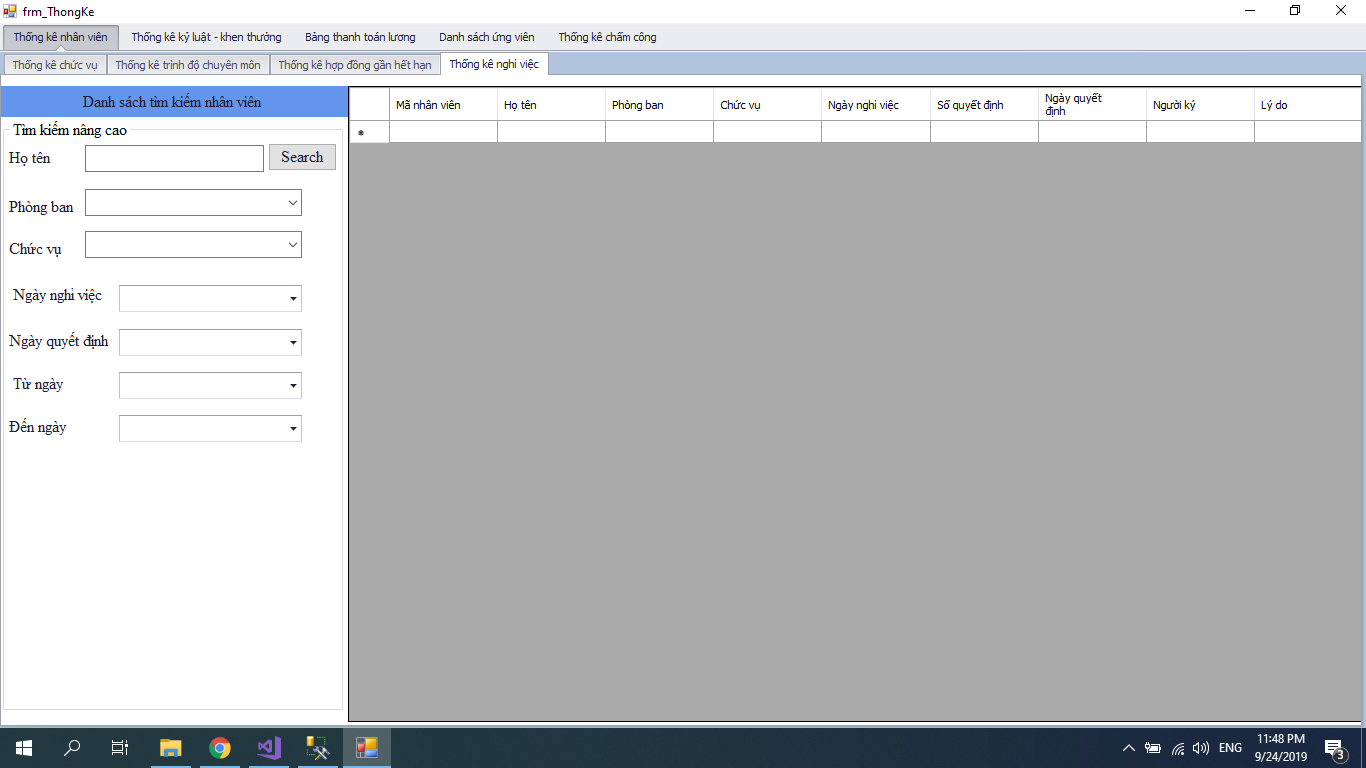 frm_ThongKe
Thống kê nhân viên Thống kê kỷ luật - khen thưởng Bảng thanh toán lương Danh sách ứng viên Thống kê chấm công
Thống kê chức vụ Thống kê trình độ chuyên môn Thống kê hợp đồng gần hết hạn Thống kê nghỉ việc
Danh sách tìm kiếm nhân viên
Mã nhân viên Họ tên Phòng ban Chức vụ Ngày nghỉ việc Số quyết định Ngày quyết định Người ký Lý do
Tìm kiếm nâng cao
Họ tên Search
Phòng ban
Chức vụ
Ngày nghỉ việc
Ngày quyết định
Từ ngày
Đến ngày
ENG
11:48 PM
9/24/2019
3